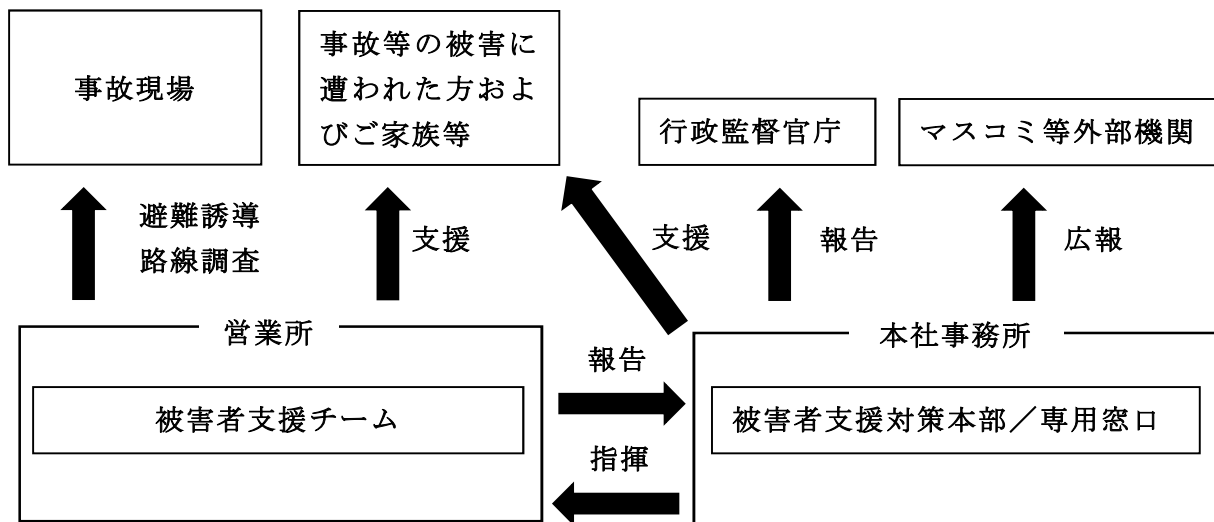 事故現場
事故等の被害に
遭われた方およ
びご家族等
行政監督官庁
マスコミ等外部機関
避難誘導
路線調査
支援
支援
報告
広報
営業所
被害者支援チーム
報告
指揮
本社事務所
被害者支援対策本部／専用窓口